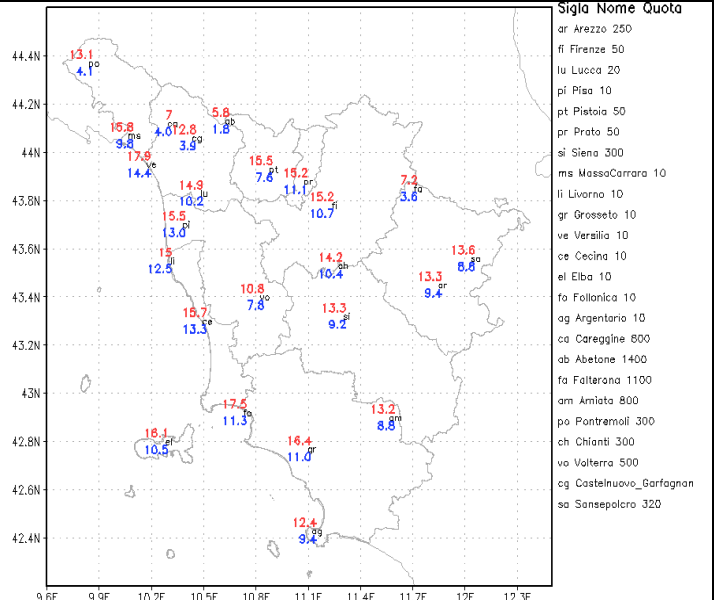 Sigla Nome Quota
ar Arezzo 250
fi Firenze 50
lu Lucca 20
pi Pisa 10
pt Pistoia 50
pr Prato 50
si Siena 300
ms MassaCarrara 10
li Livorno 10
gr Grosseto 10
ve Versilia 10
ce Cecina 10
el Elba 10
fo Follonica 10
ag Argentario 10
ca Careggine 800
ab Abetone 1400
fa Falterona 1100
am Amiata 800
po Pontremoli 300
ch Chianti 300
vo Volterra 500
cg Castelnuovo_Garfagnan
sa Sansepolcro 320
44.4N
44.2N
44N
43.8N
43.6N
43.4N
43.2N
43N
42.8N
42.6N
42.4N
13.1
po
4.1
7
ca
4.0
5.8
ab
1.8
15.8
ms
9.8
12.8
cg
3.9
17.9
ve
14.4
15.5
pt
7.6
15.2
pr
11.1
14.9
lu
10.2
15.2
fi
10.7
7.2
fa
3.6
15.5
pi
13.0
15
li
12.5
14.2
ch
10.4
13.6
sa
8.8
13.3
ar
9.4
10.8
vo
7.8
15.7
ce
13.3
13.3
si
9.2
17.5
fo
11.3
13.2
am
8.8
16.1
el
10.5
16.4
gr
11.0
12.4
ag
9.4
9.6E
9.9E
10.2E
10.5E
10.8E
11.1E
11.4E
11.7E
12E
12.3E